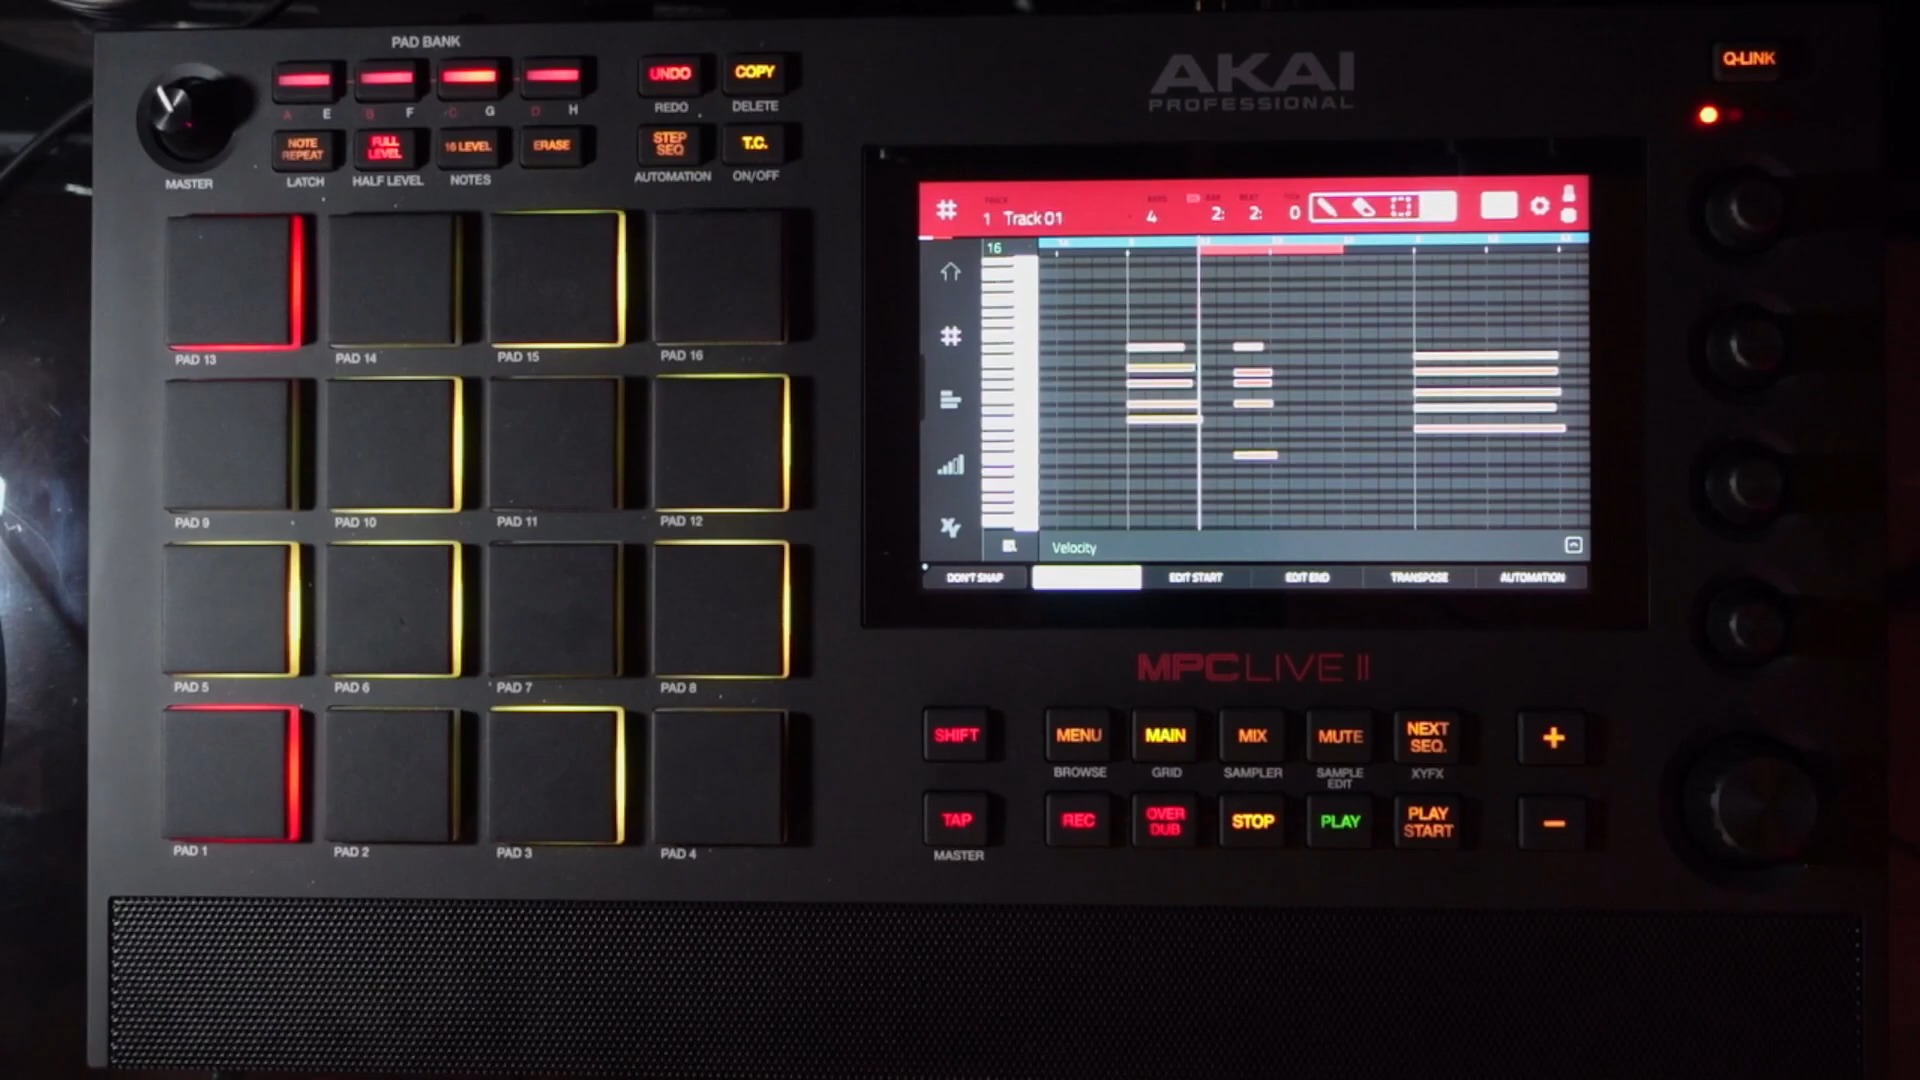 PAD BANK
A E B F C G D H
UNDO COPY
REDO DELETE
NOTE REPEAT
FULL LEVEL
16 LEVEL
ERASE
STEP SEQ
T.C.
MASTER
LATCH
HALF LEVEL
NOTES
AUTOMATION
ON/OFF
AKAI
PROFESSIONAL
Q-LINK
TRACK
1 Track 01
BARS
4
BAR
2:
BEAT
2:
0
16
Velocity
DON'T SNAP
EDIT START
EDIT END
TRANSPOSE
AUTOMATION
PAD 13 PAD 14 PAD 15 PAD 16
PAD 9 PAD 10 PAD 11 PAD 12
PAD 5 PAD 6 PAD 7 PAD 8
PAD 1 PAD 2 PAD 3 PAD 4
MPC LIVE II
SHIFT
MENU
MAIN
MIX
MUTE
NEXT SEQ.
+
BROWSE
GRID
SAMPLER
SAMPLE EDIT
XYFX
TAP
REC
OVER DUB
STOP
PLAY
PLAY START
−
MASTER